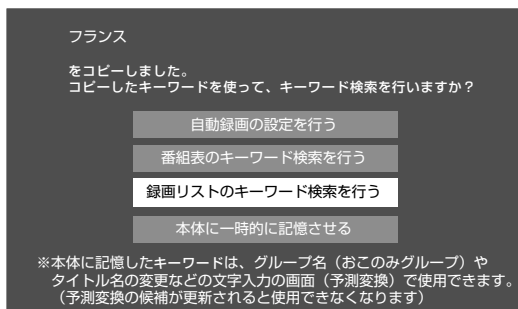 フランス
をコピーしました。
コピーしたキーワードを使って、キーワード検索を行いますか？
自動録画の設定を行う
番組表のキーワード検索を行う
録画リストのキーワード検索を行う
本体に一時的に記憶させる
※本体に記憶したキーワードは、グループ名（おこのみグループ）や
タイトル名の変更などの文字入力の画面（予測変換）で使用できます。
（予測変換の候補が更新されると使用できなくなります）